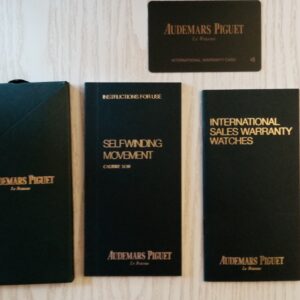 AUDEMARS PIGUET
Le Brassus
INTERNATIONAL WARRANTY CARD
AUDEMARS PIGUET
Le Brassus
INSTRUCTIONS FOR USE
SELFWINDING
MOVEMENT
AUDEMARS PIGUET
Le Brassus
INTERNATIONAL
SALES WARRANTY
WATCHES
AUDEMARS PIGUET
Le Brassus